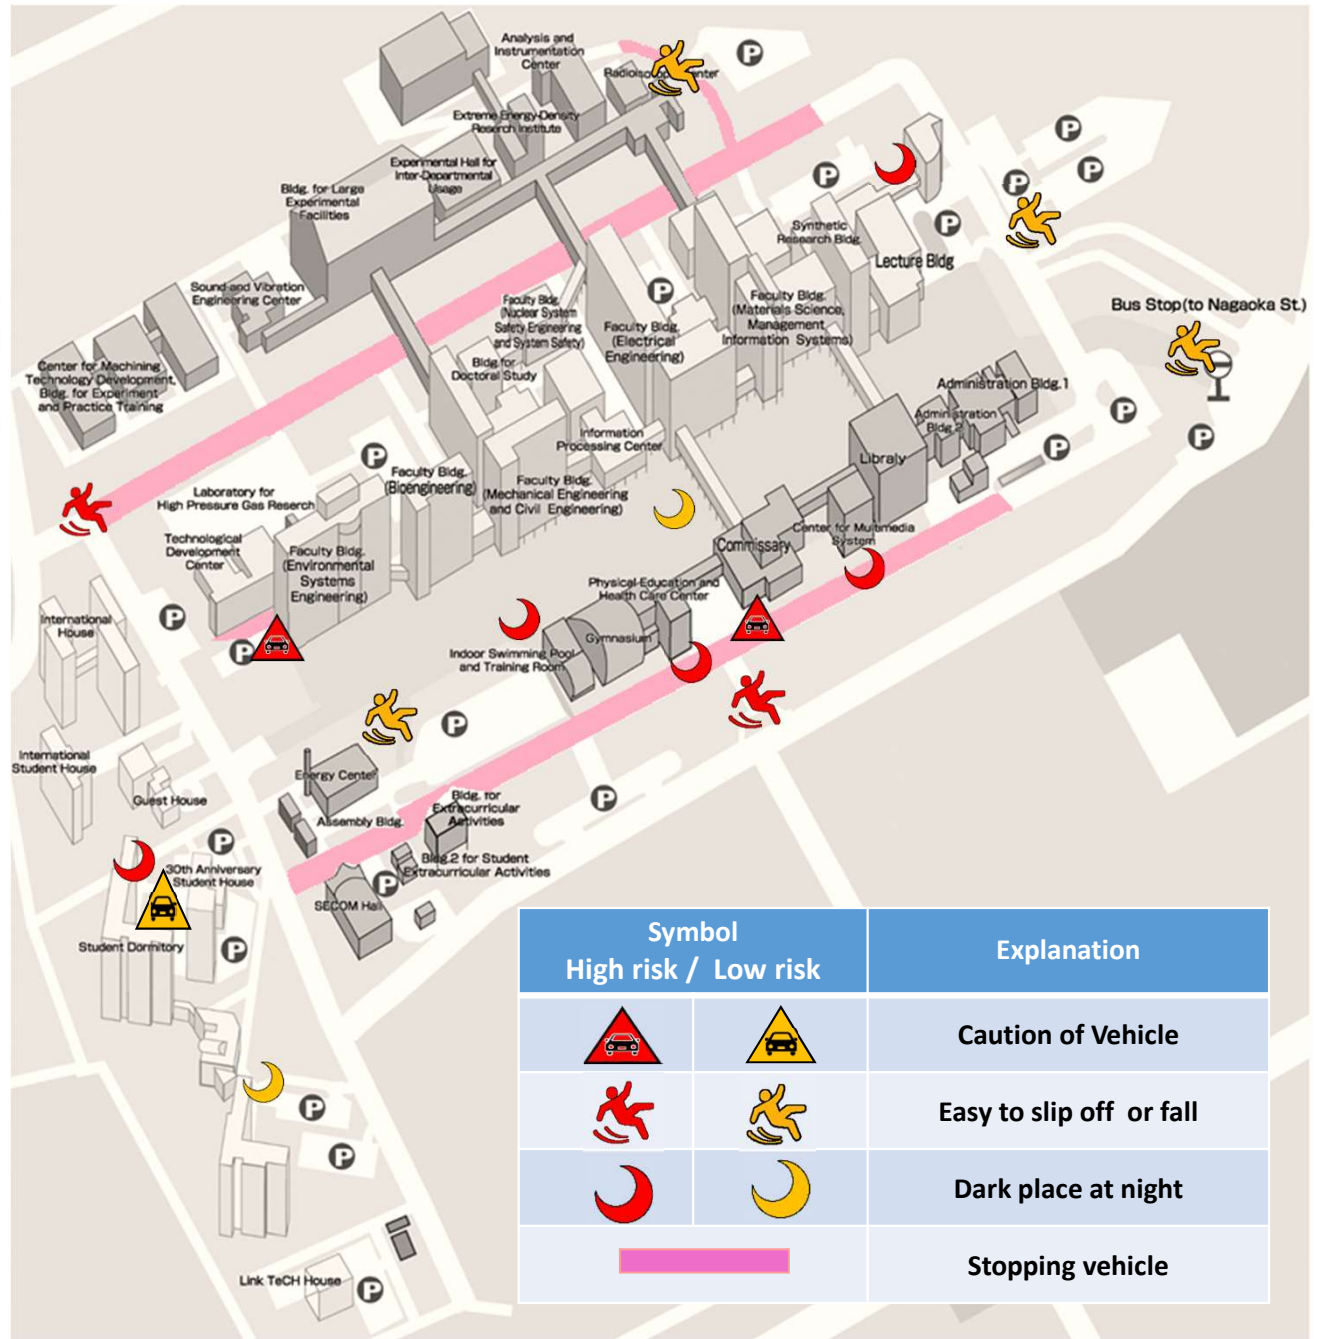 Analysis and
Instrumentation
Center
P
Extreme Energy-Density
Reserch Institute
P
Experimental Hall for
Inter-Departmental
Usage
P
P
P
Bldg. for Large
Experimental
Facilities
P
Synthetic
Research Bldg.
Lecture Bldg
Sound and Vibration
Engineering Center
P
Faculty Bldg.
(Nuclear System
Safety Engineering
and System Safety)
Faculty Bldg.
(Electrical
Engineering)
Faculty Bldg.
(Materials Science,
Management
Information Systems)
Bus Stop(to Nagaoka St.)
Center for Machining
Technology Development,
Bldg. for Experiment
and Practice Training
Bldg.for
Doctoral Study
Administration Bldg.1
Administration
Bldg.2
P
P
P
Information
Processing Center
Libraly
P
Faculty Bldg.
(Bioengineering)
Faculty Bldg.
(Mechanical Engineering
and Civil Engineering)
Laboratory for
High Pressure Gas Reserch
Center for Multimedia
System
Commissary
Technological
Development
Center
Faculty Bldg.
(Environmental
Systems
Engineering)
Physical Education and
Health Care Center
P
International
House
Gymnasium
P
Indoor Swimming Pool
and Training Room
P
International
Student House
Energy Center
Guest House
P
Bldg. for
Extracurricular
Activities
Assembly Bldg.
P
Bldg.2 for Student
Extracurricular Activities
30th Anniversary
Student House
P
SECOM Hall
Student Dormitory
P
P
P
Link TeCH House
P
Symbol
High risk / Low risk
Explanation
Caution of Vehicle
Easy to slip off or fall
Dark place at night
Stopping vehicle